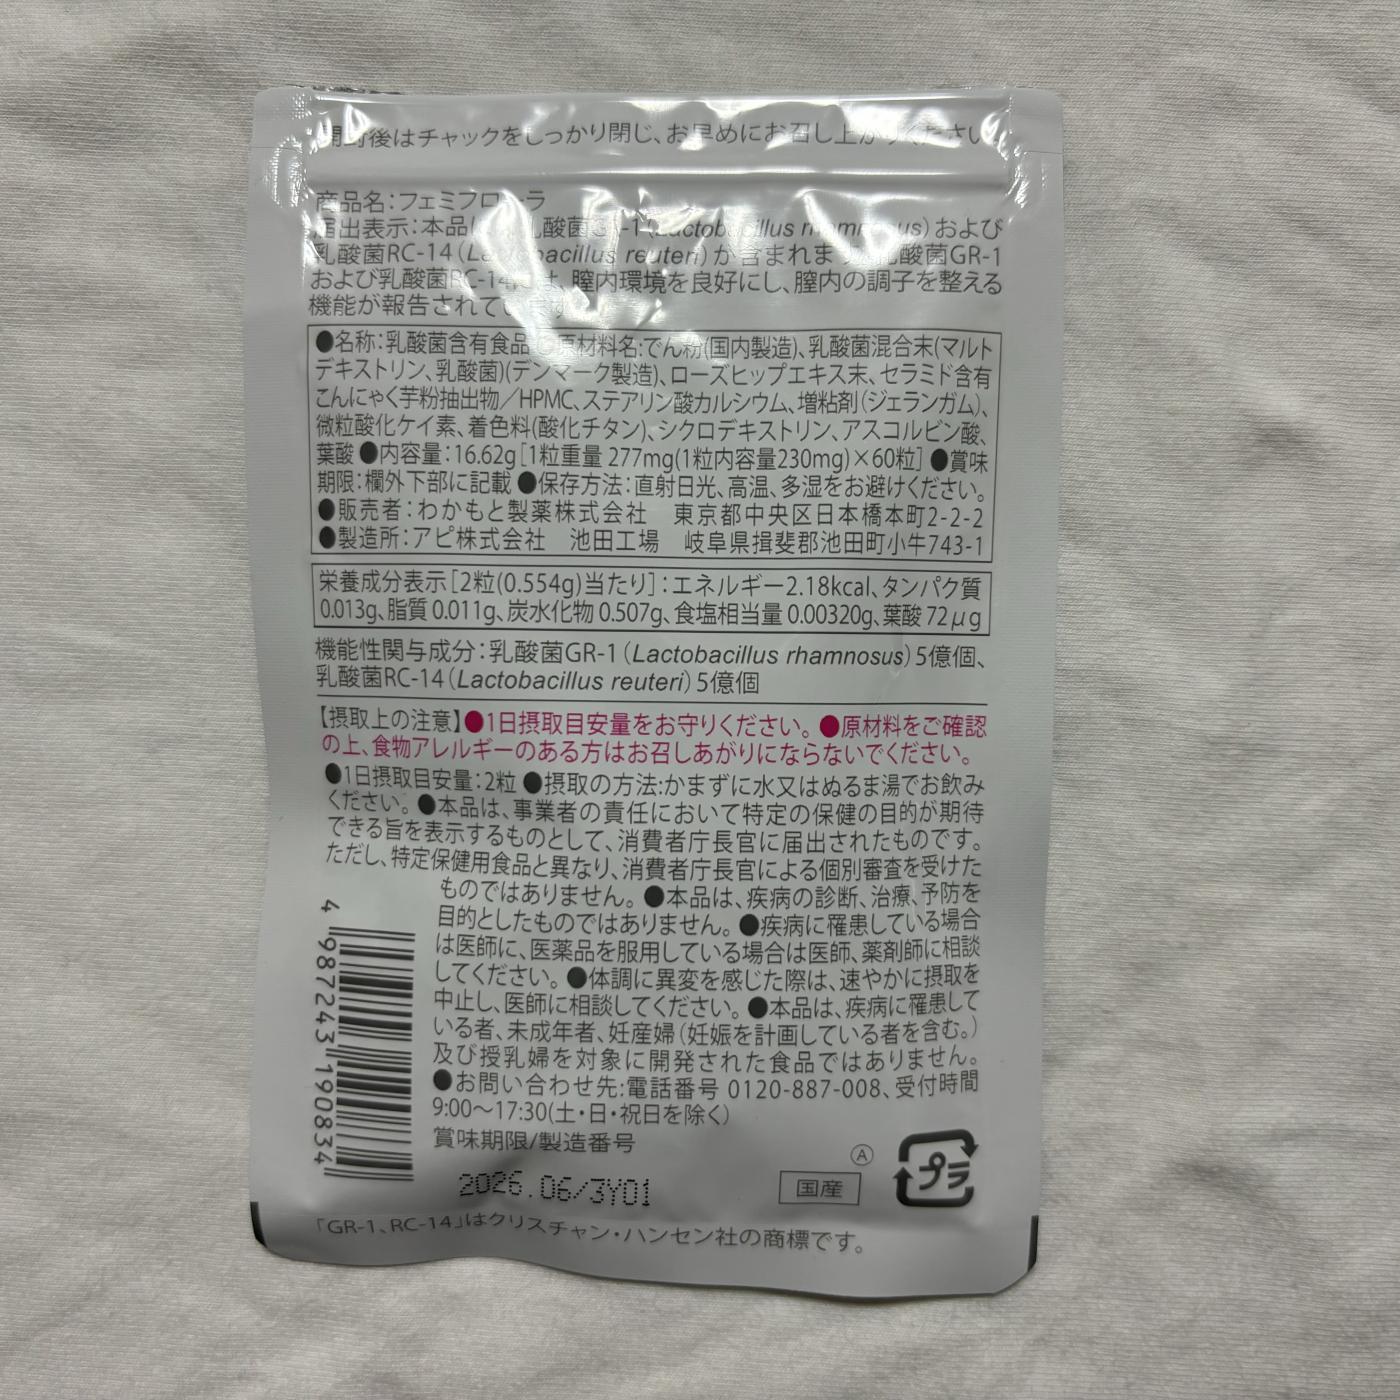 開封後はチャックをしっかり閉じ、お早めにお召し上がりください
商品名:フェミフローラ
届出表示:本品には、乳酸菌GR-1(Lactobacillus rhamnosus)および
乳酸菌RC-14(Lactobacillus reuteri)が含まれます。乳酸菌GR-1
および乳酸菌RC-14には、膣内環境を良好にし、膣内の調子を整える
機能が報告されています
●名称:乳酸菌含有食品 ●原材料名:でん粉(国内製造)、乳酸菌混合末(マルト
デキストリン、乳酸菌)(デンマーク製造)、ローズヒップエキス末、セラミド含有
こんにゃく芋粉抽出物/HPMC、ステアリン酸カルシウム、増粘剤(ジェランガム)、
微粒酸化ケイ素、着色料(酸化チタン)、シクロデキストリン、アスコルビン酸、
葉酸 ●内容量:16.62g[1粒重量 277mg(1粒内容量230mg)×60粒] ●賞味
期限:欄外下部に記載 ●保存方法:直射日光、高温、多湿をお避けください。
●販売者:わかもと製薬株式会社 東京都中央区日本橋本町2-2-2
●製造所:アピ株式会社 池田工場 岐阜県揖斐郡池田町小牛743-1
栄養成分表示[2粒(0.554g)当たり]:エネルギー2.18kcal、タンパク質
0.013g、脂質 0.011g、炭水化物 0.507g、食塩相当量 0.00320g、葉酸 72μg
機能性関与成分:乳酸菌GR-1(Lactobacillus rhamnosus)5億個、
乳酸菌RC-14(Lactobacillus reuteri)5億個
【摂取上の注意】●1日摂取目安量をお守りください。●原材料をご確認
の上、食物アレルギーのある方はお召しあがりにならないでください。
●1日摂取目安量:2粒 ●摂取の方法:かまずに水又はぬるま湯でお飲み
ください。●本品は、事業者の責任において特定の保健の目的が期待
できる旨を表示するものとして、消費者庁長官に届出されたものです。
ただし、特定保健用食品と異なり、消費者庁長官による個別審査を受けた
ものではありません。●本品は、疾病の診断、治療、予防を
目的としたものではありません。●疾病に罹患している場合
は医師に、医薬品を服用している場合は医師、薬剤師に相談
してください。●体調に異変を感じた際は、速やかに摂取を
中止し、医師に相談してください。●本品は、疾病に罹患して
いる者、未成年者、妊産婦(妊娠を計画している者を含む。)
及び授乳婦を対象に開発された食品ではありません。
●お問い合わせ先:電話番号 0120-887-008、受付時間
9:00～17:30(土・日・祝日を除く)
賞味期限/製造番号
2026.06/3Y01
4 987243 190834
Ⓐ
国産
プラ
「GR-1、RC-14」はクリスチャン・ハンセン社の商標です。